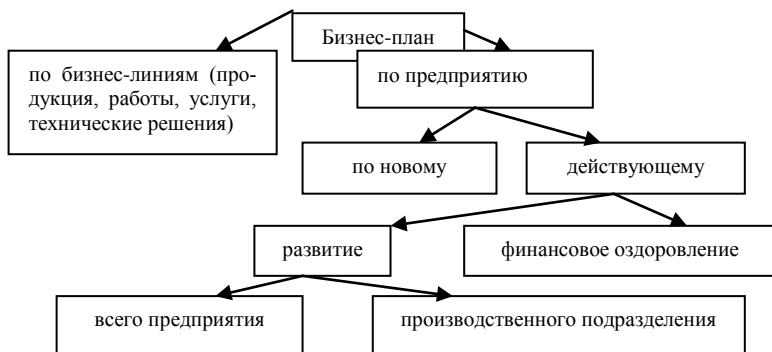 Бизнес-план
по бизнес-линиям (про-
дукция, работы, услуги,
технические решения)
по предприятию
по новому
действующему
развитие
финансовое оздоровление
всего предприятия
производственного подразделения